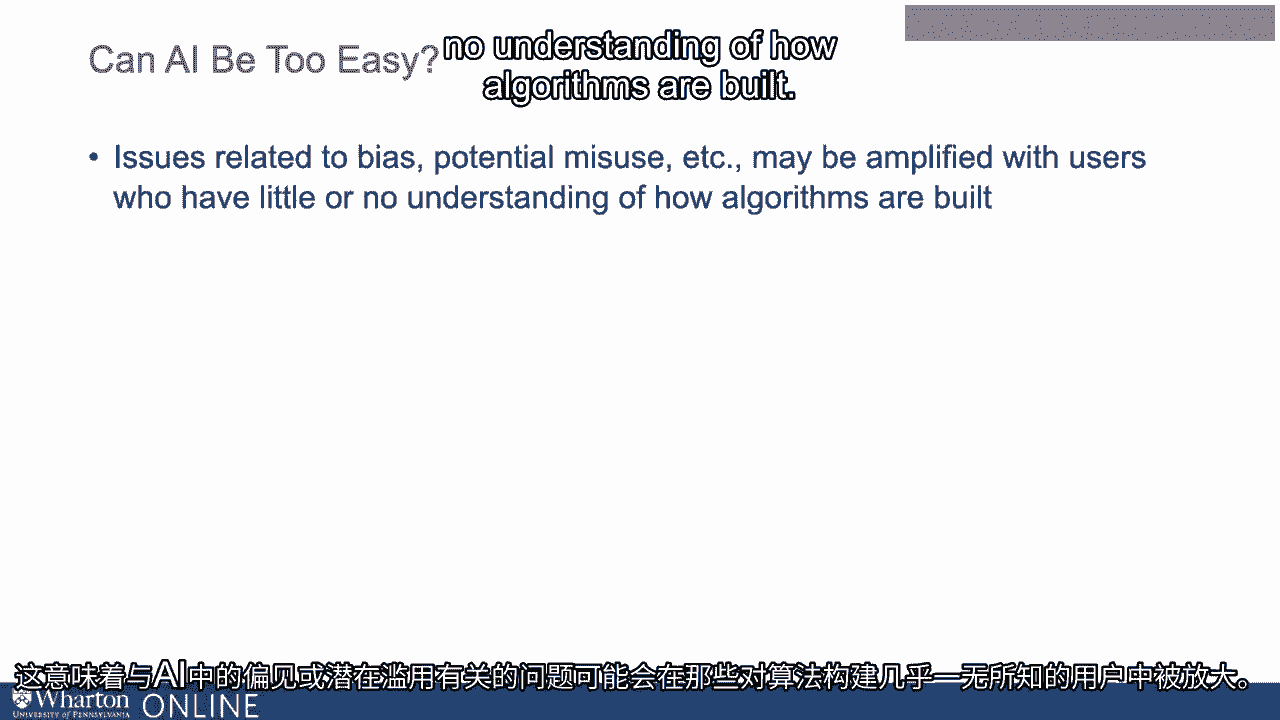 Can AI Be Too Easy?
no understanding of how
algorithms are built.
• Issues related to bias, potential misuse, etc., may be amplified with users
who have little or no understanding of how algorithms are built
这意味着与AI中的偏见或潜在滥用有关的问题可能会在那些对算法构建几乎一无所知的用户中被放大。
Wharton
UNIVERSITY of PENNSYLVANIA
ONLINE